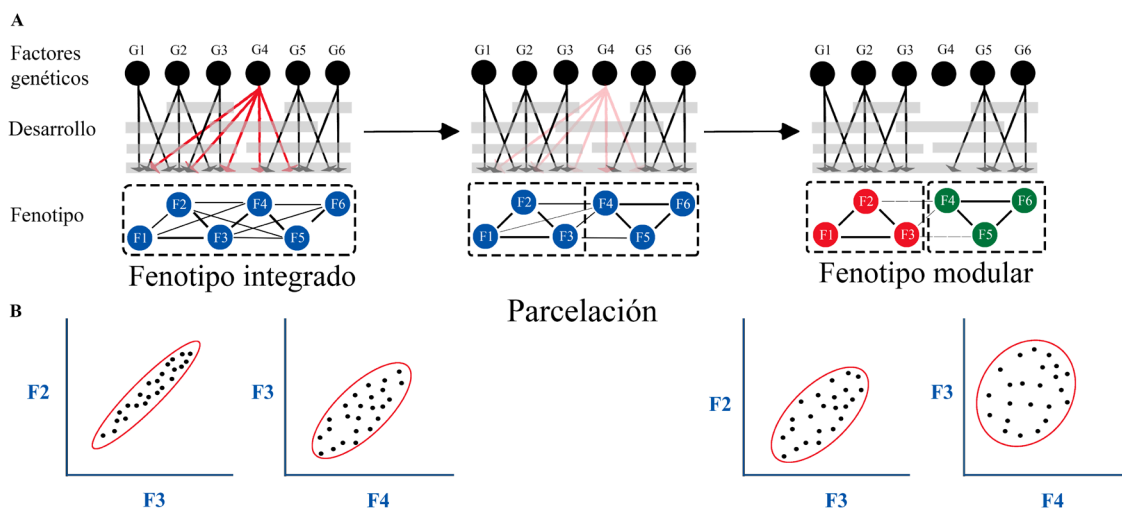 A
Factores genéticos
G1 G2 G3 G4 G5 G6
G1 G2 G3 G4 G5 G6
G1 G2 G3 G4 G5 G6
Desarrollo
Fenotipo
F2 F4 F6
F1 F3 F5
F2 F4 F6
F1 F3 F5
F2 F4 F6
F1 F3 F5
Fenotipo integrado
Parcelación
Fenotipo modular
B
F2
F3
F3
F4
F2
F3
F3
F4